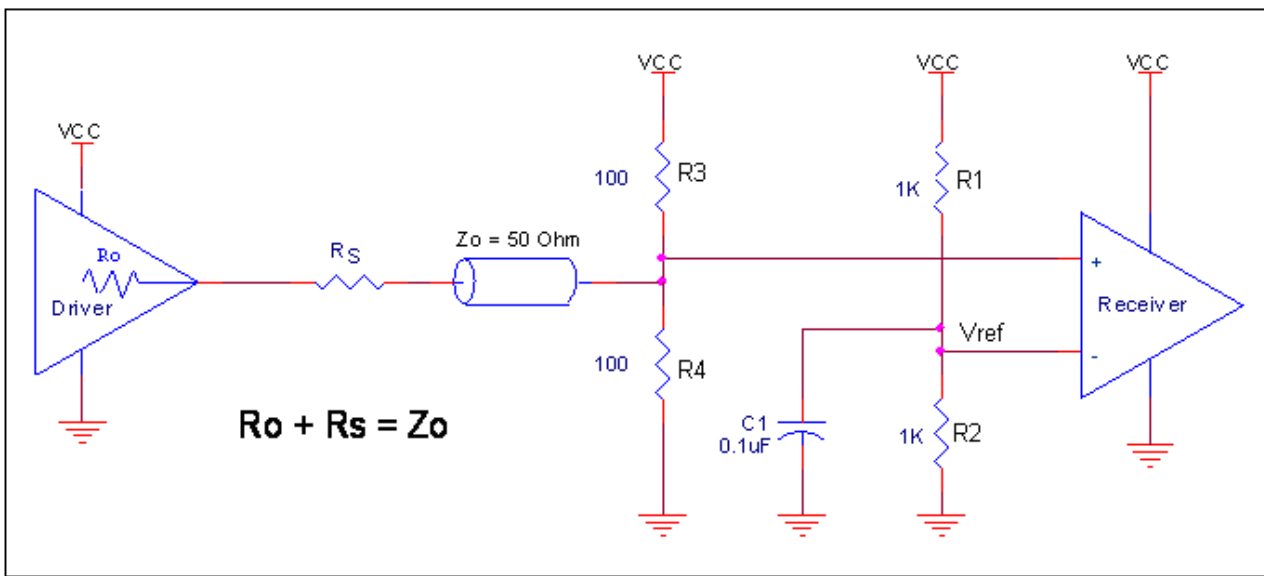 VCC
VCC
VCC
VCC
R3
100
R1
1K
Zo = 50 Ohm
Ro
RS
Driver
+
Receiver
Vref
-
R4
100
Ro + Rs = Zo
C1
0.1uF
1K
R2